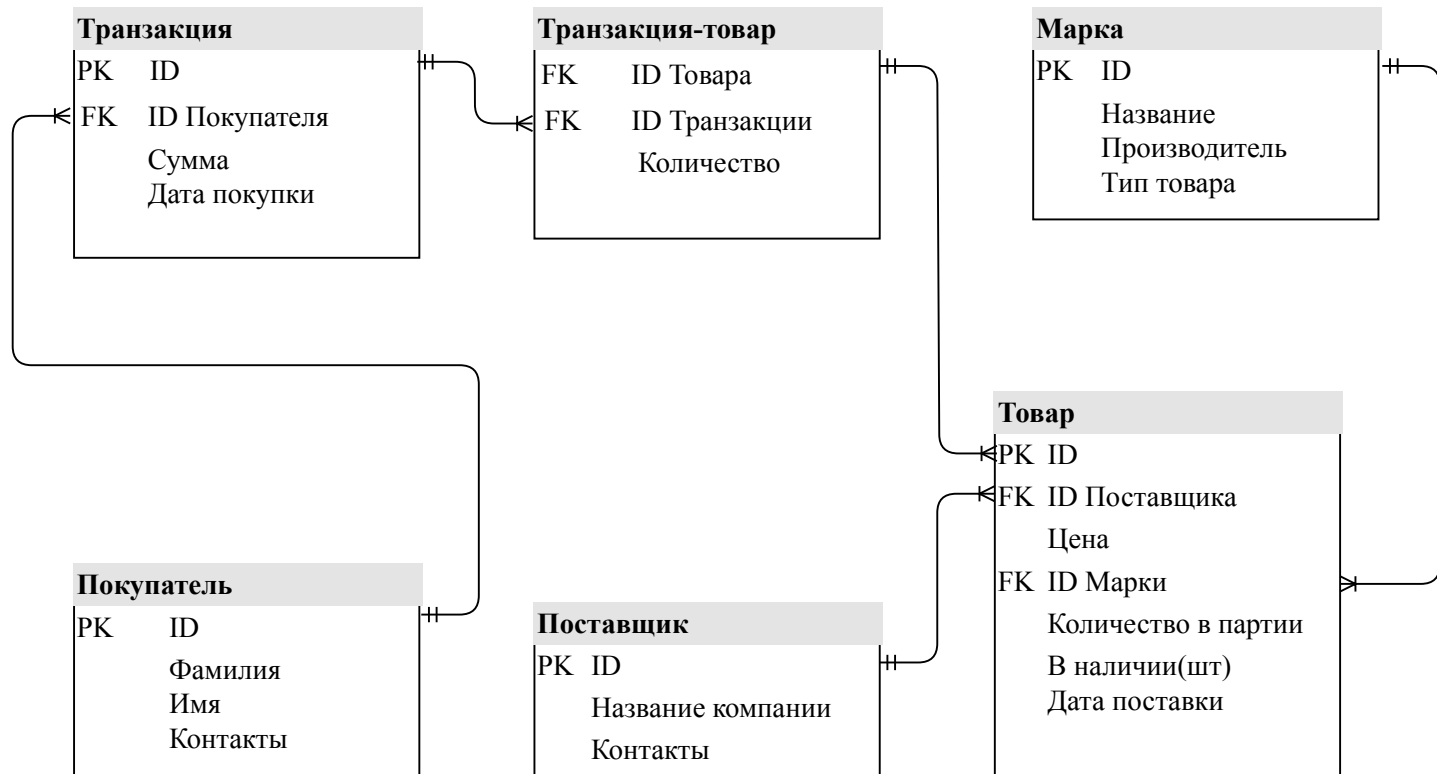 Транзакция
PK ID
FK ID Покупателя
Сумма
Дата покупки
Транзакция-товар
FK ID Товара
FK ID Транзакции
Количество
Марка
PK ID
Название
Производитель
Тип товара
Товар
PK ID
FK ID Поставщика
Цена
FK ID Марки
Количество в партии
В наличии(шт)
Дата поставки
Покупатель
PK ID
Фамилия
Имя
Контакты
Поставщик
PK ID
Название компании
Контакты